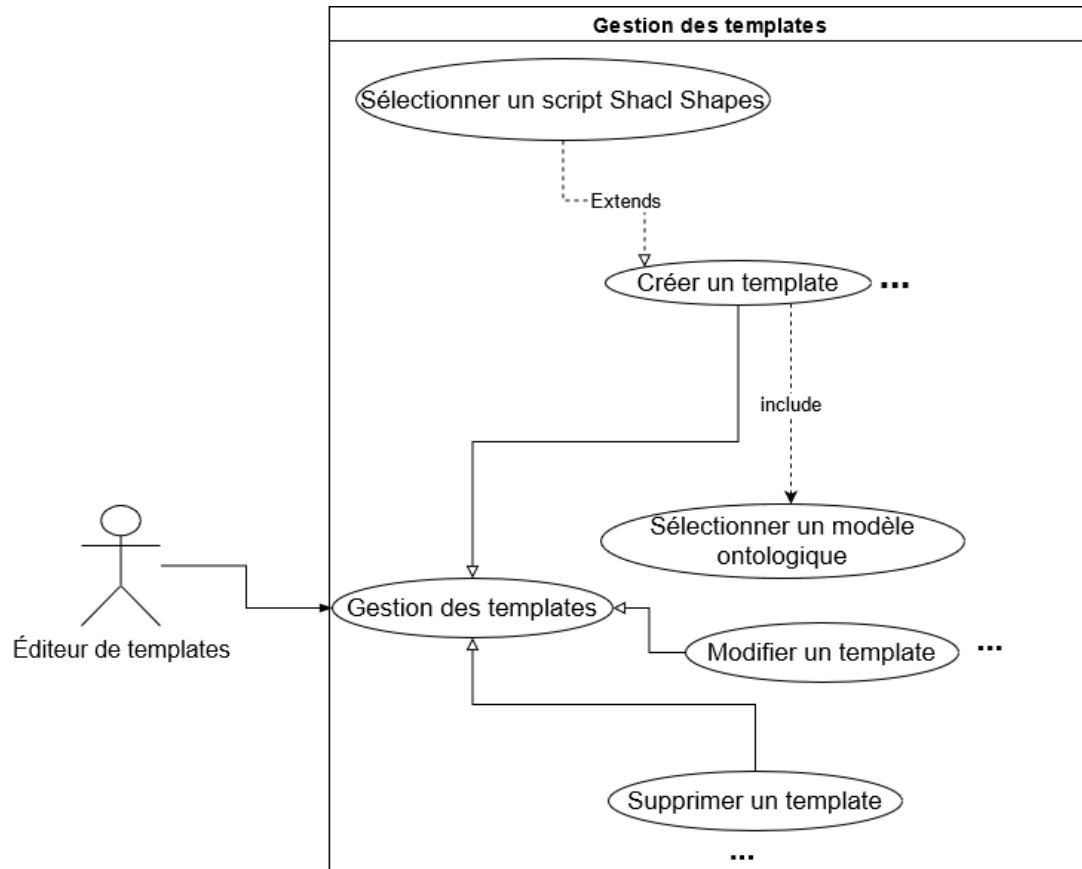 Gestion des templates
Sélectionner un script Shacl Shapes
Extends
Créer un template ...
include
Sélectionner un modèle
ontologique
Gestion des templates
Éditeur de templates
Modifier un template ...
Supprimer un template
...